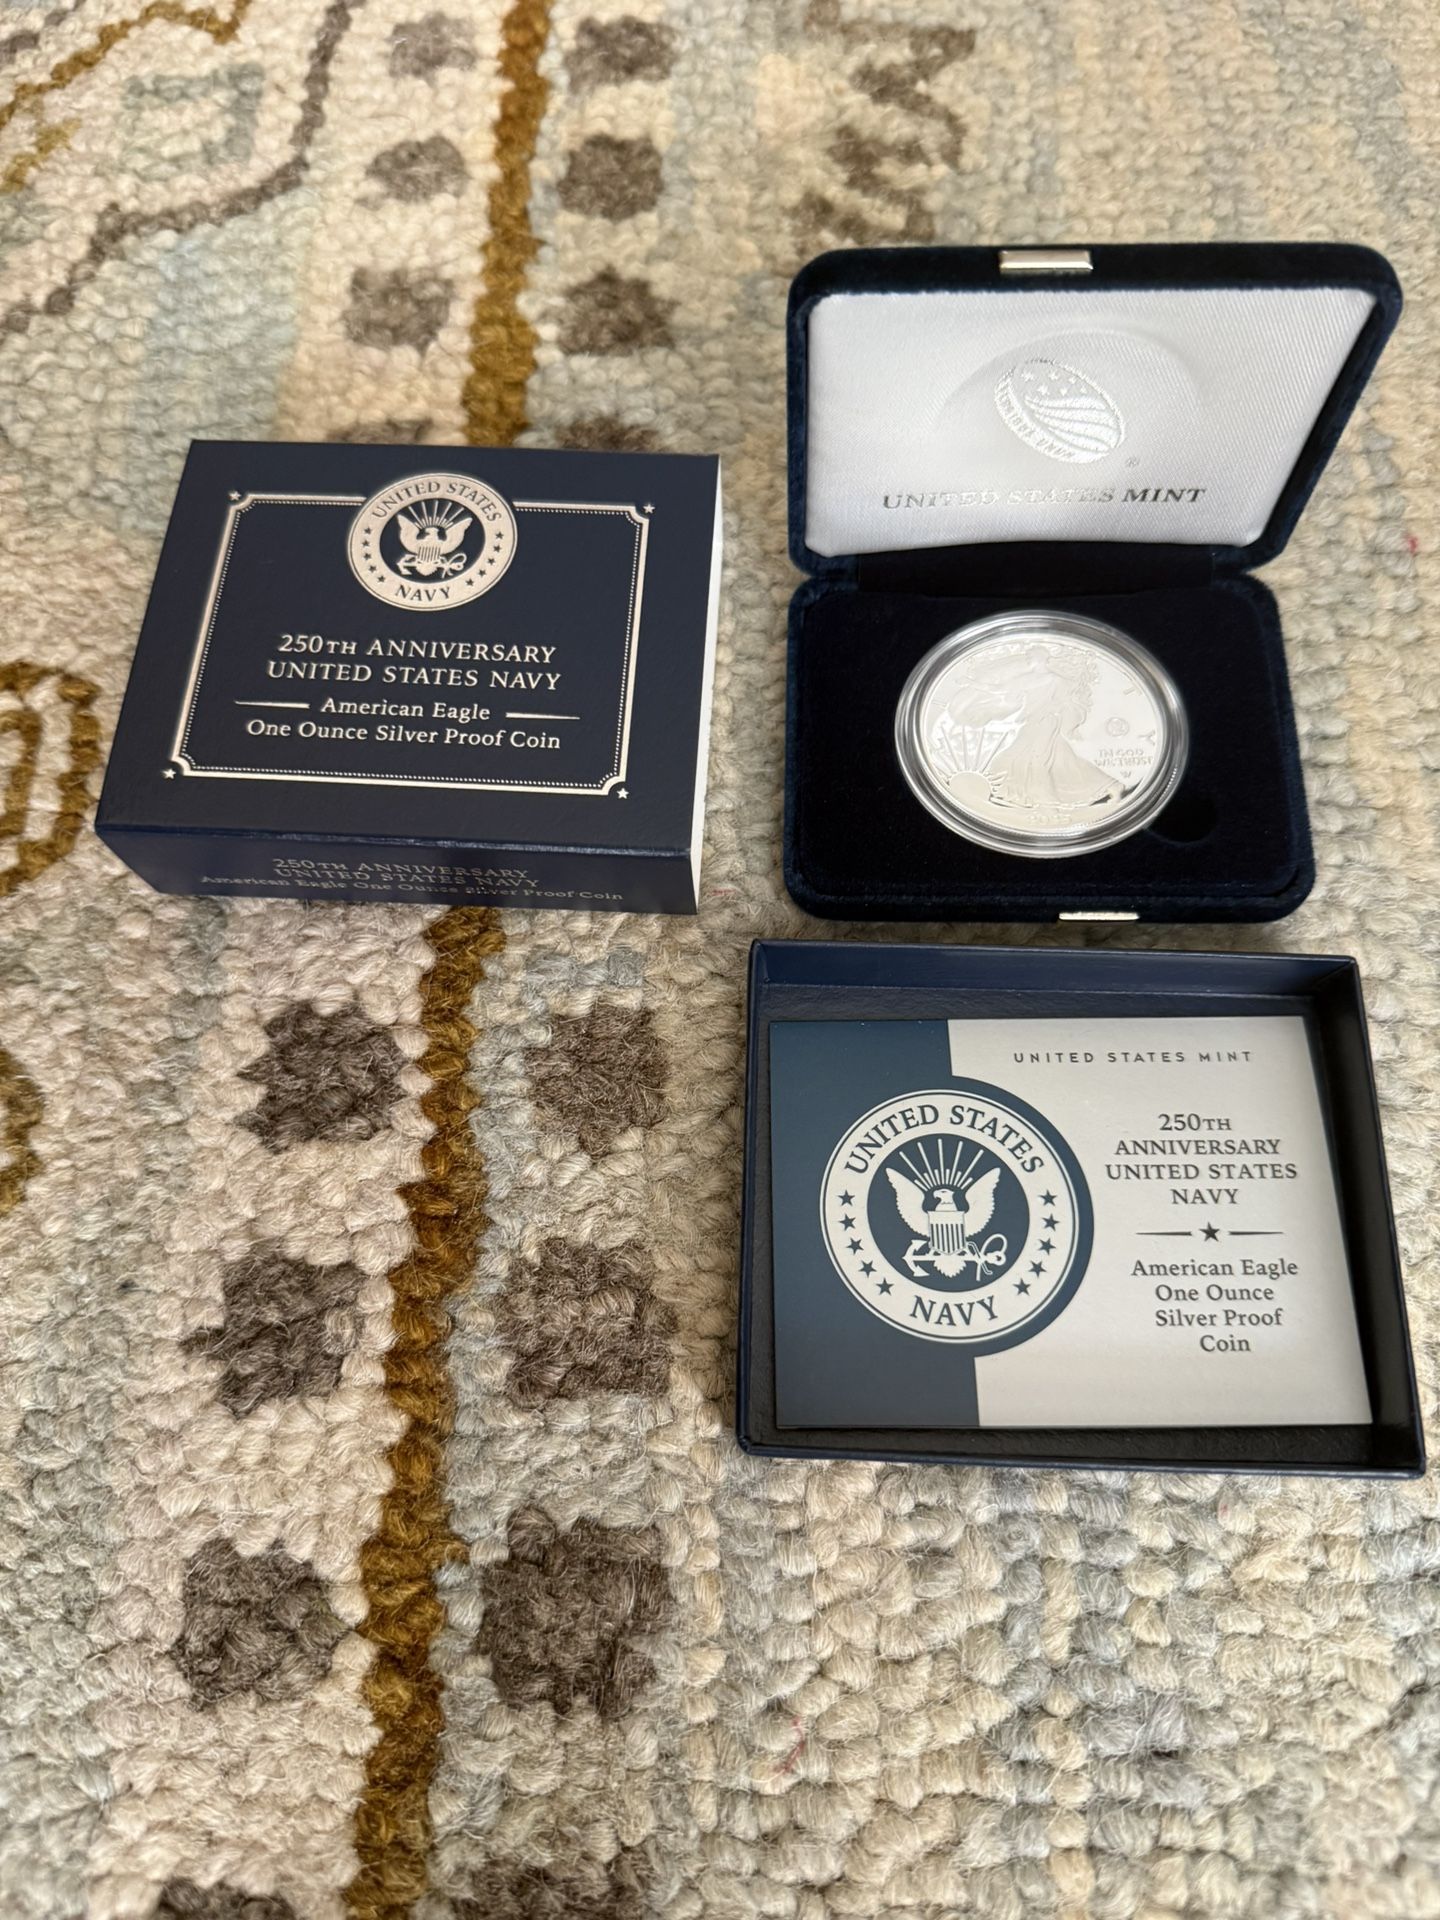 UNITED STATES
NAVY
250TH ANNIVERSARY
UNITED STATES NAVY
American Eagle
One Ounce Silver Proof Coin
250TH ANNIVERSARY
UNITED STATES NAVY
American Eagle One Ounce Silver Proof Coin
®
UNITED STATES MINT
T
Y
IN GOD
WE TRUST
W
UNITED STATES MINT
UNITED STATES
NAVY
250TH
ANNIVERSARY
UNITED STATES
NAVY
American Eagle
One Ounce
Silver Proof
Coin